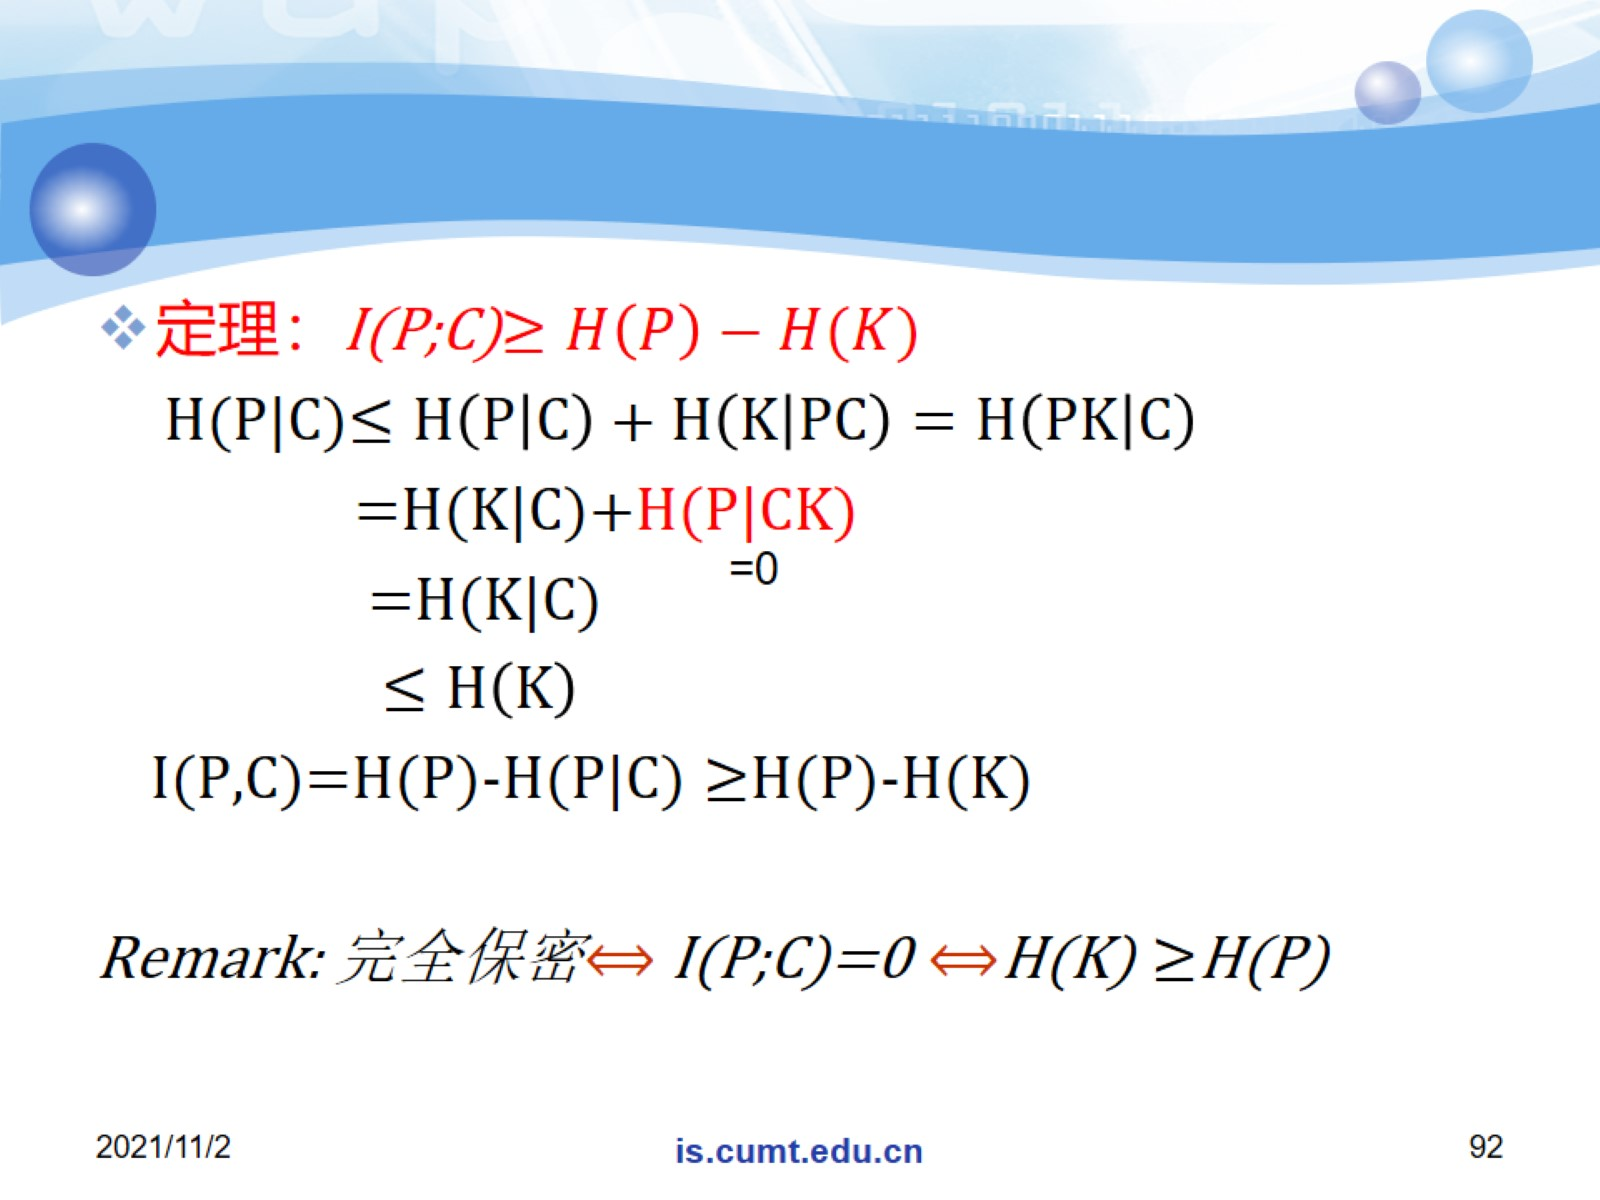 定理： I(P;C)≥ H(P) − H(K)
H(P|C)≤ H(P|C) + H(K|PC) = H(PK|C)
=H(K|C)+H(P|CK)
=0
=H(K|C)
≤ H(K)
I(P,C)=H(P)-H(P|C) ≥H(P)-H(K)
Remark: 完全保密⇔ I(P;C)=0 ⇔H(K) ≥H(P)
2021/11/2
is.cumt.edu.cn
92